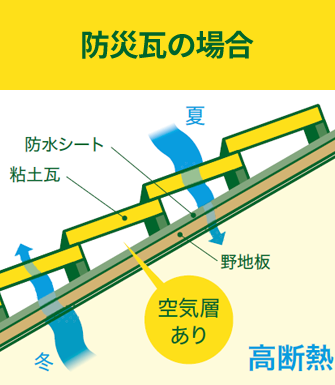 防災瓦の場合
夏
防水シート
粘土瓦
野地板
空気層
あり
冬
高断熱